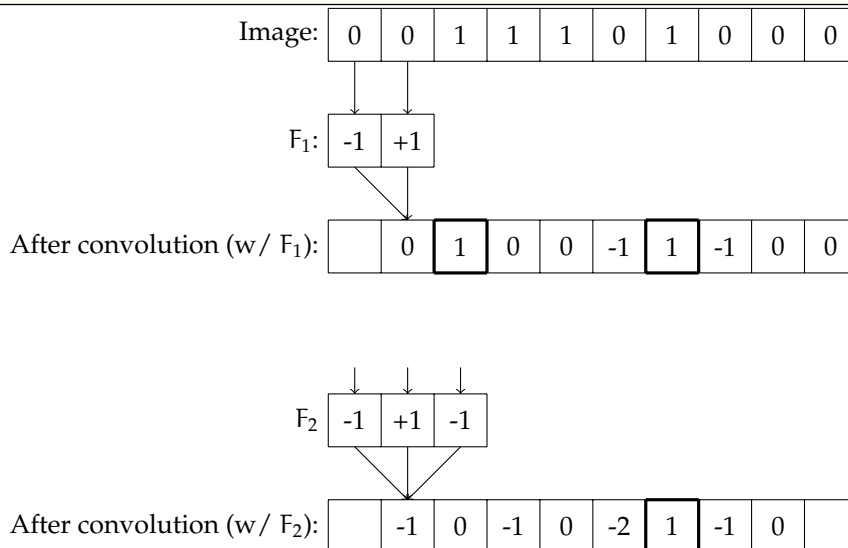 Image: 0 0 1 1 1 0 1 0 0 0
F₁: -1 +1
After convolution (w/ F₁): 0 1 0 0 -1 1 -1 0 0
F₂ -1 +1 -1
After convolution (w/ F₂): -1 0 -1 0 -2 1 -1 0